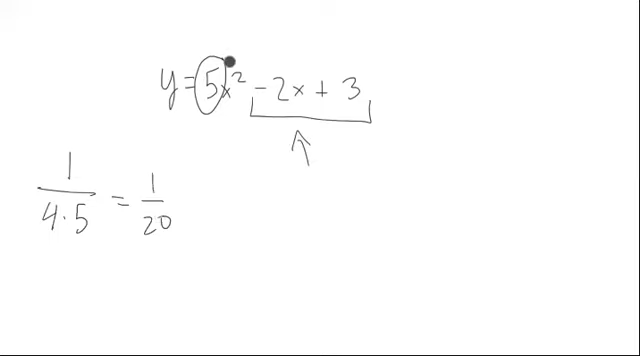 y = 5x² - 2x + 3
1/(4·5) = 1/20